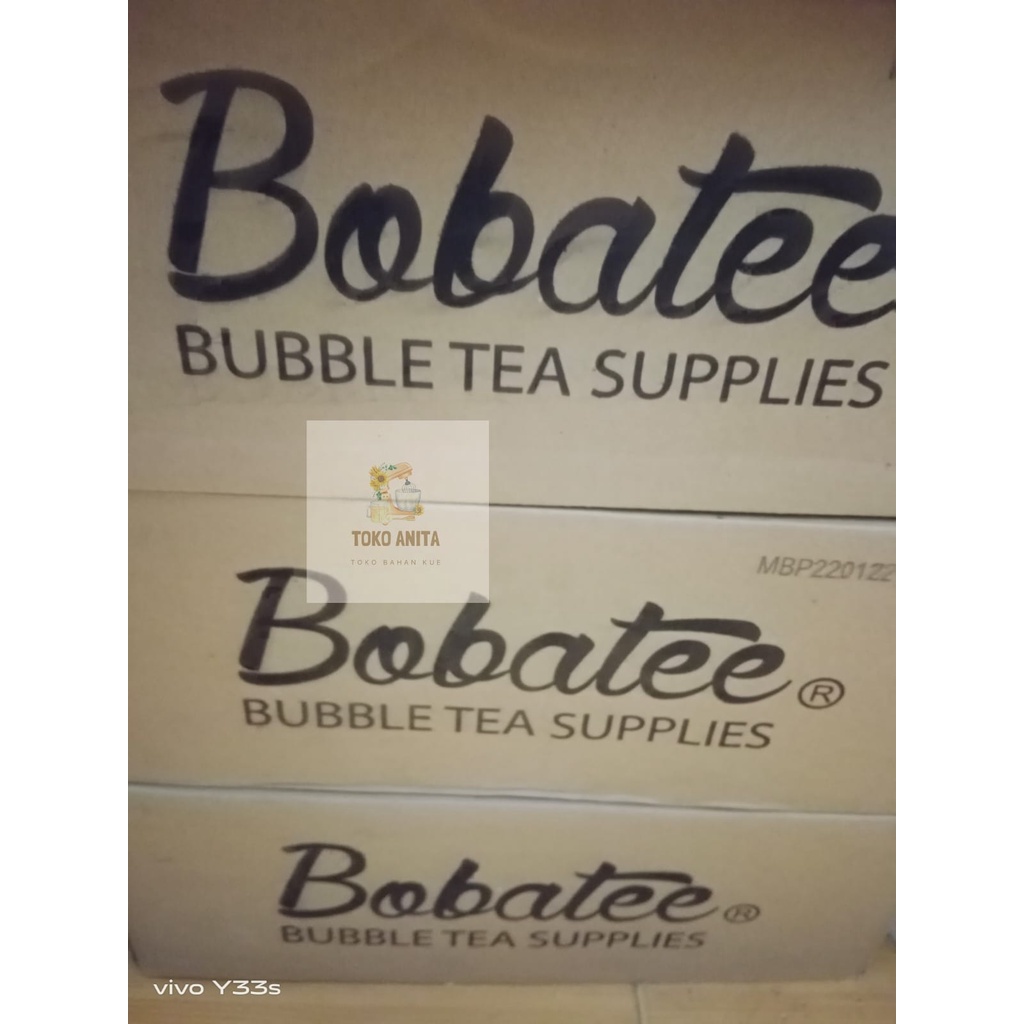 Bobatee
BUBBLE TEA SUPPLIES
TOKO ANITA
TOKO BAHAN KUE
MBP220122
Bobatee®
BUBBLE TEA SUPPLIES
Bobatee®
BUBBLE TEA SUPPLIES
vivo Y33s